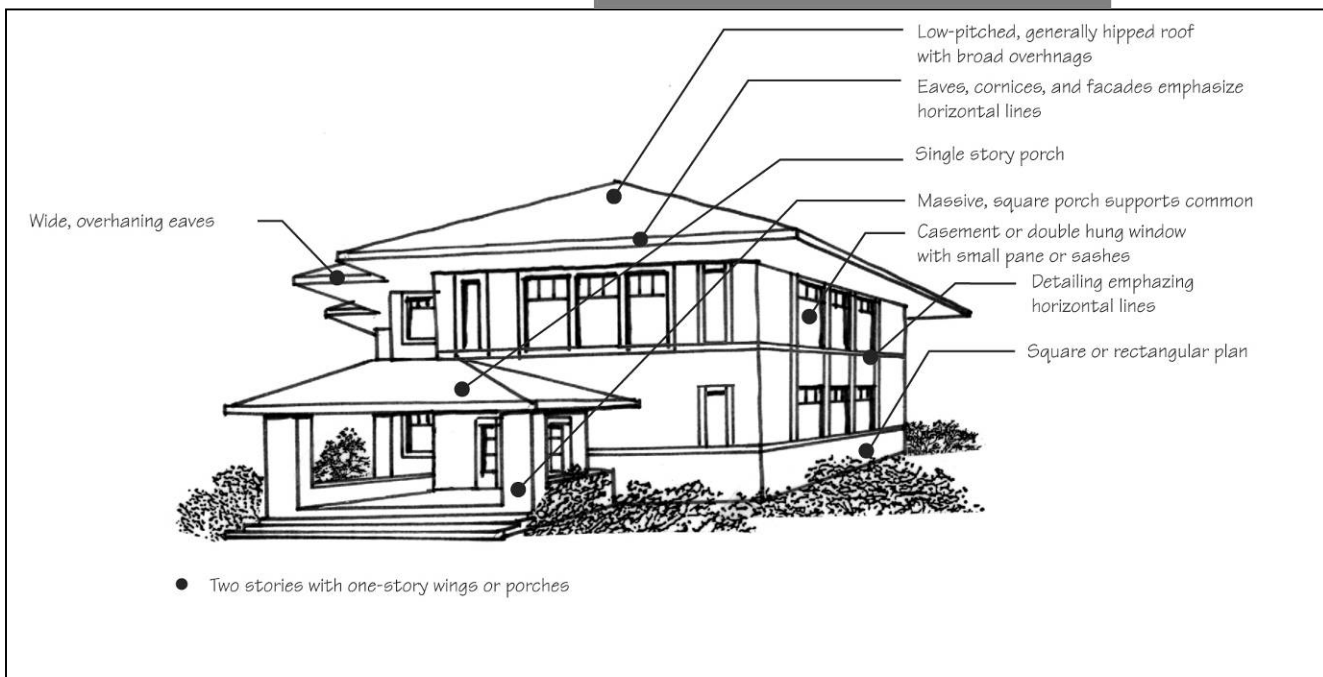 Low-pitched, generally hipped roof
with broad overhnags
Eaves, cornices, and facades emphasize
horizontal lines
Single story porch
Massive, square porch supports common
Wide, overhaning eaves
Casement or double hung window
with small pane or sashes
Detailing emphazing
horizontal lines
Square or rectangular plan
Two stories with one-story wings or porches